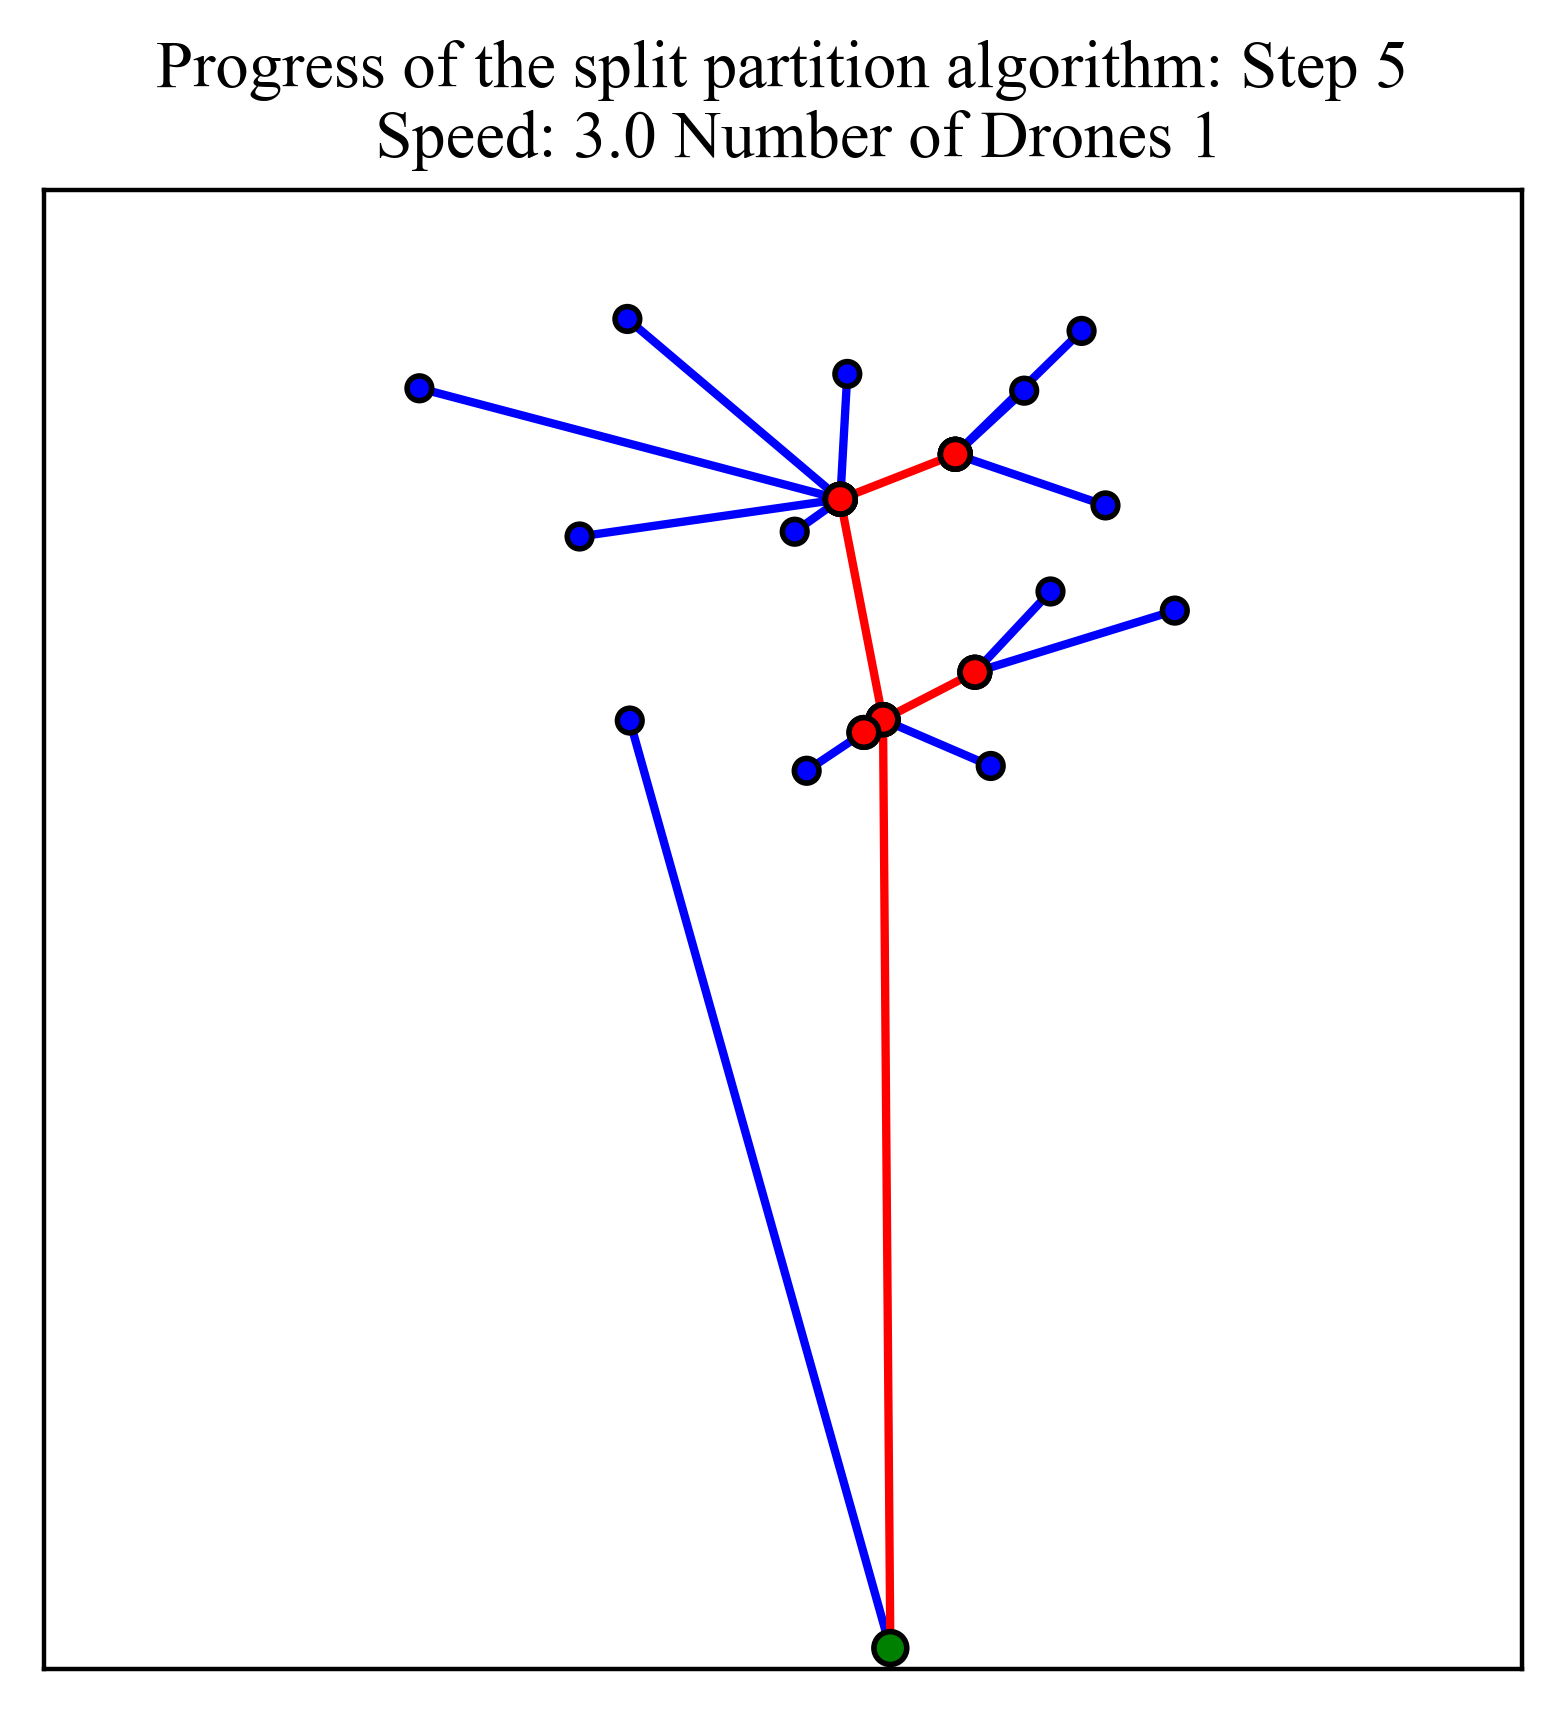 Progress of the split partition algorithm: Step 5
Speed: 3.0 Number of Drones 1